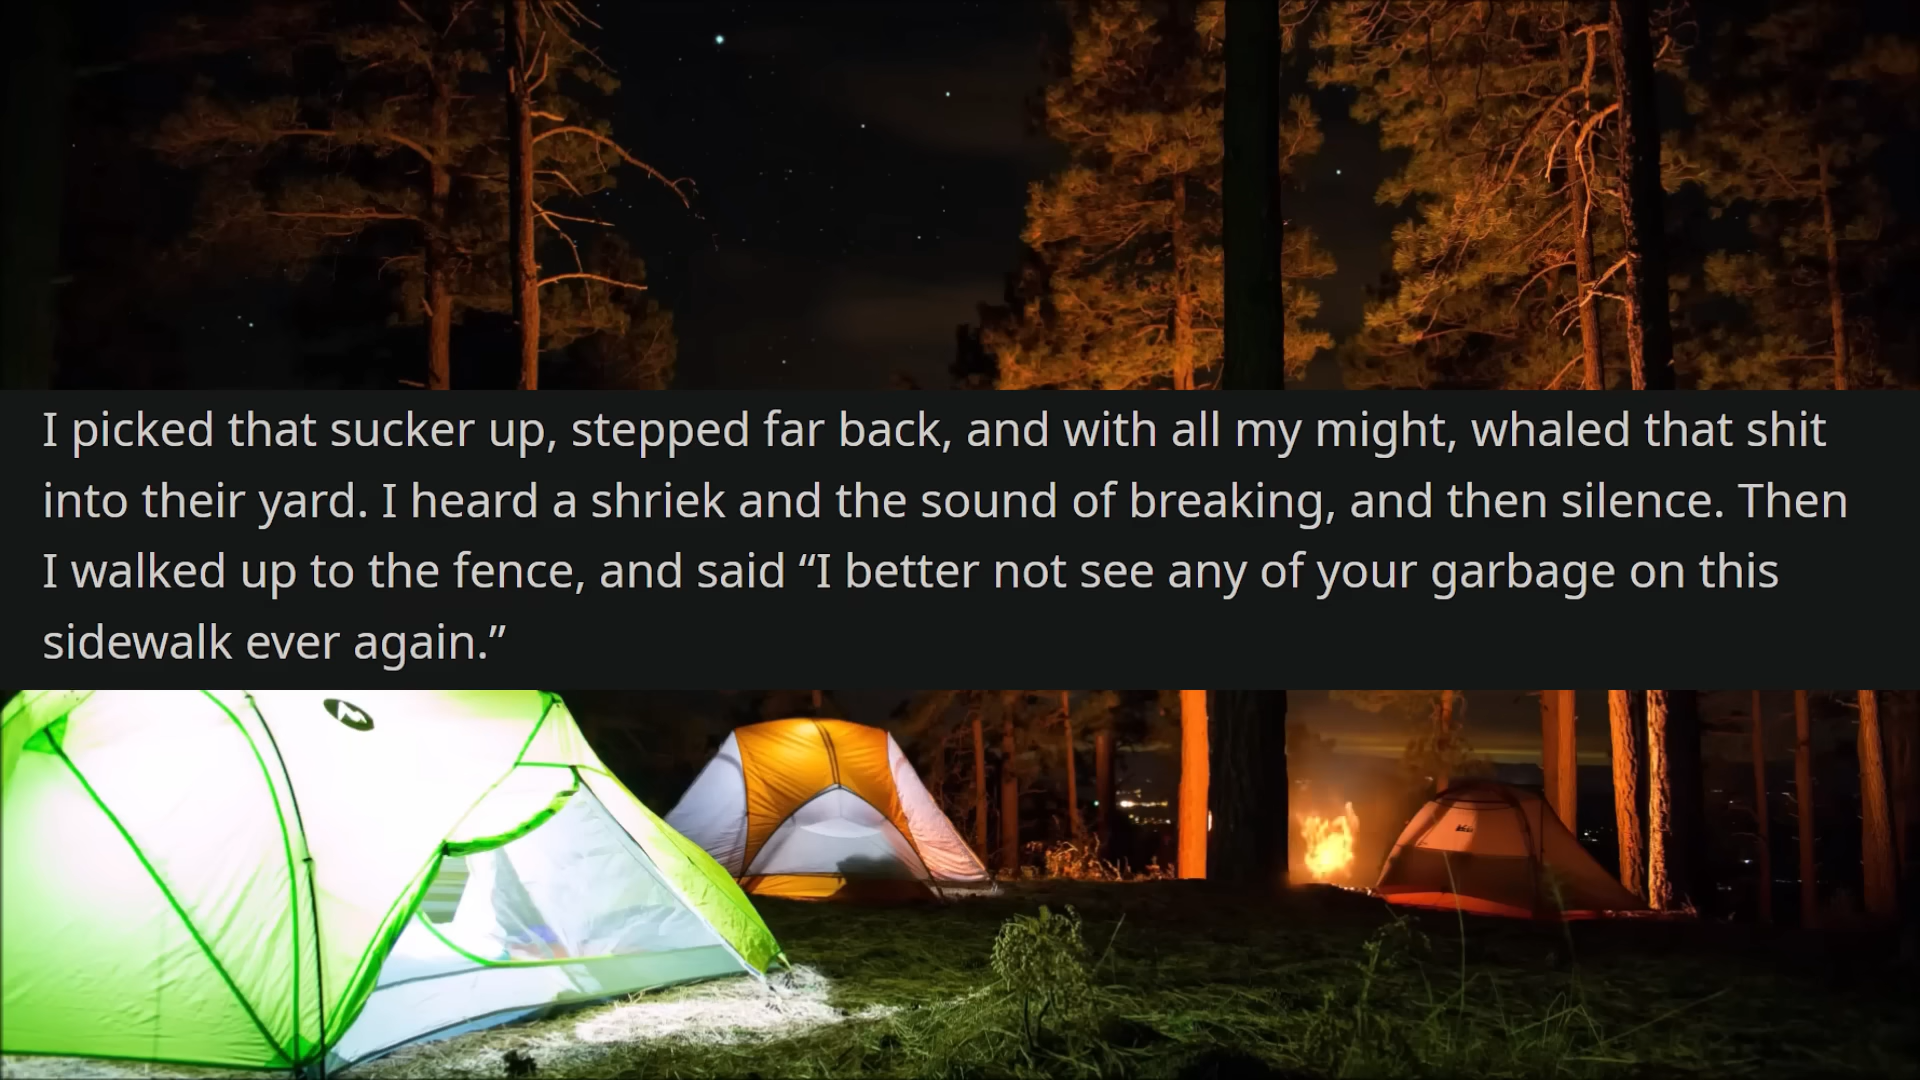 I picked that sucker up, stepped far back, and with all my might, whaled that shit
into their yard. I heard a shriek and the sound of breaking, and then silence. Then
I walked up to the fence, and said “I better not see any of your garbage on this
sidewalk ever again.”